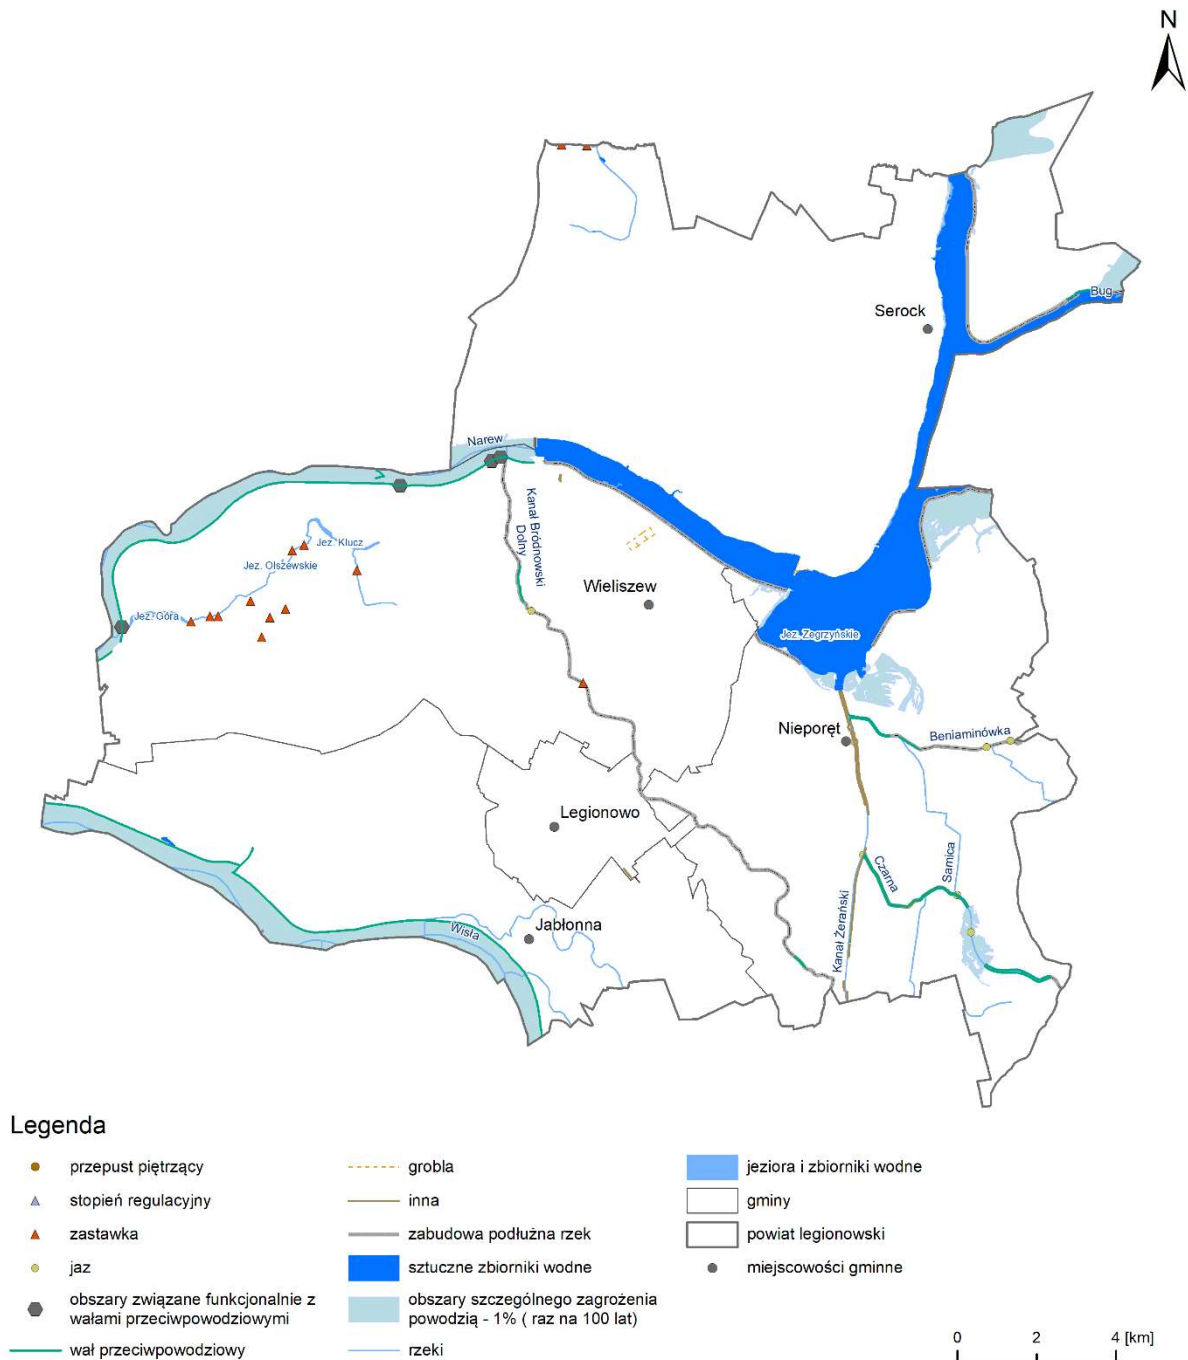 N
Bug
Serock
Narew
Kanał Bródnowski
Dolny
Jez. Klucz
Jez. Olszewskie
Wieliszew
Jez. Góra
Jez. Zegrzyńskie
Nieporęt
Beniaminówka
Legionowo
Czarna
Samica
Jabłonna
Wisła
Kanał Żerański
Legenda
przepust piętrzący
stopień regulacyjny
zastawka
jaz
obszary związane funkcjonalnie z
wałami przeciwpowodziowymi
wał przeciwpowodziowy
grobla
inna
zabudowa podłużna rzek
sztuczne zbiorniki wodne
obszary szczególnego zagrożenia
powodzią - 1% ( raz na 100 lat)
rzeki
jeziora i zbiorniki wodne
gminy
powiat legionowski
miejscowości gminne
0 2 4 [km]